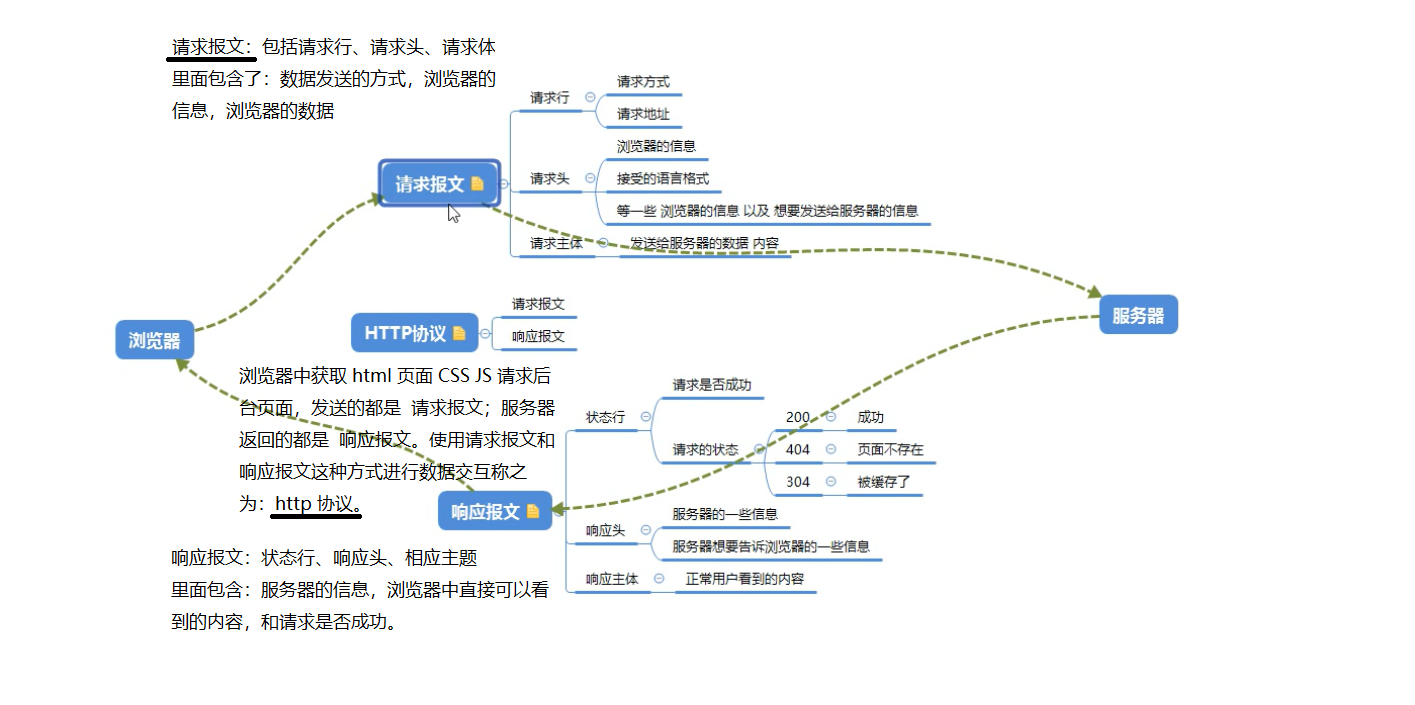 请求报文：包括请求行、请求头、请求体
里面包含了：数据发送的方式，浏览器的
信息，浏览器的数据
请求报文
请求行
请求方式
请求地址
请求头
浏览器的信息
接受的语言格式
等一些 浏览器的信息 以及 想要发送给服务器的信息
请求主体
发送给服务器的数据 内容
浏览器
服务器
HTTP协议
请求报文
响应报文
浏览器中获取 html 页面 CSS JS 请求后
台页面，发送的都是 请求报文；服务器
返回的都是 响应报文。使用请求报文和
响应报文这种方式进行数据交互称之
为：http 协议。
响应报文
状态行
请求是否成功
请求的状态
200
成功
404
页面不存在
304
被缓存了
响应头
服务器的一些信息
服务器想要告诉浏览器的一些信息
响应主体
正常用户看到的内容
响应报文：状态行、响应头、相应主题
里面包含：服务器的信息，浏览器中直接可以看
到的内容，和请求是否成功。